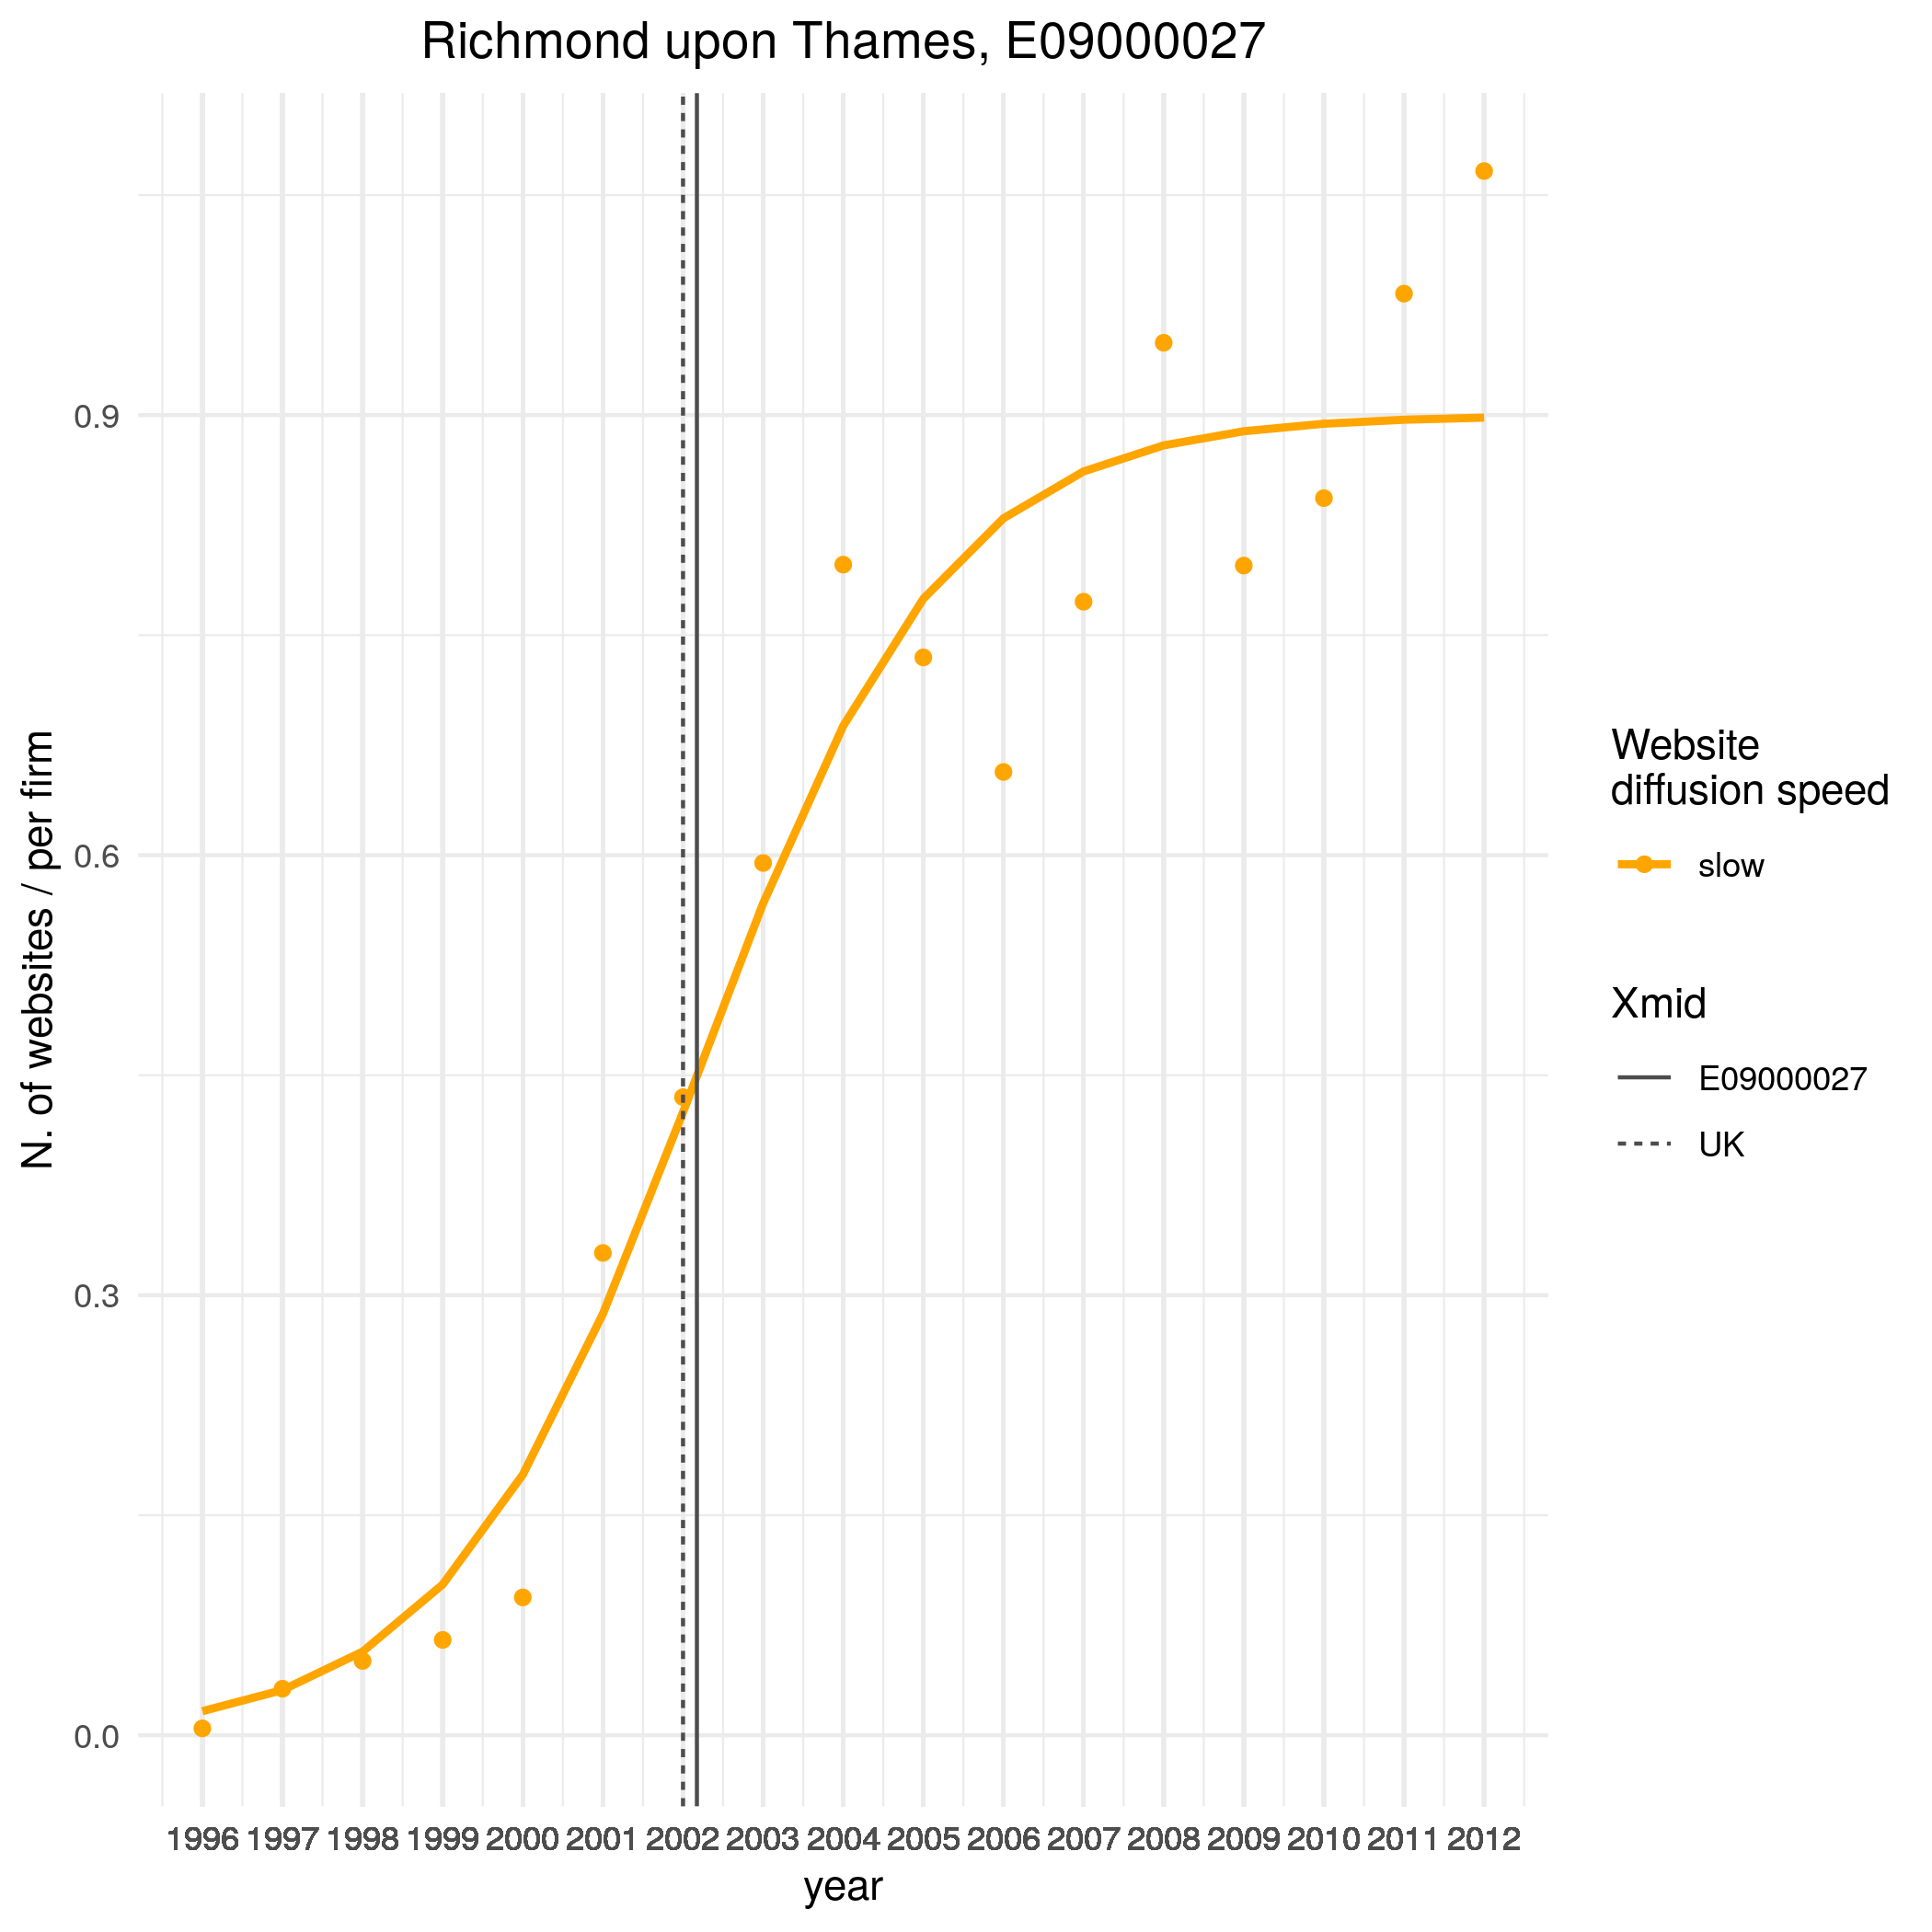 Richmond upon Thames, E09000027
N. of websites / per firm
0.9
0.6
0.3
0.0
1996 1997 1998 1999 2000 2001 2002 2003 2004 2005 2006 2007 2008 2009 2010 2011 2012
year
Website
diffusion speed
slow
Xmid
E09000027
UK